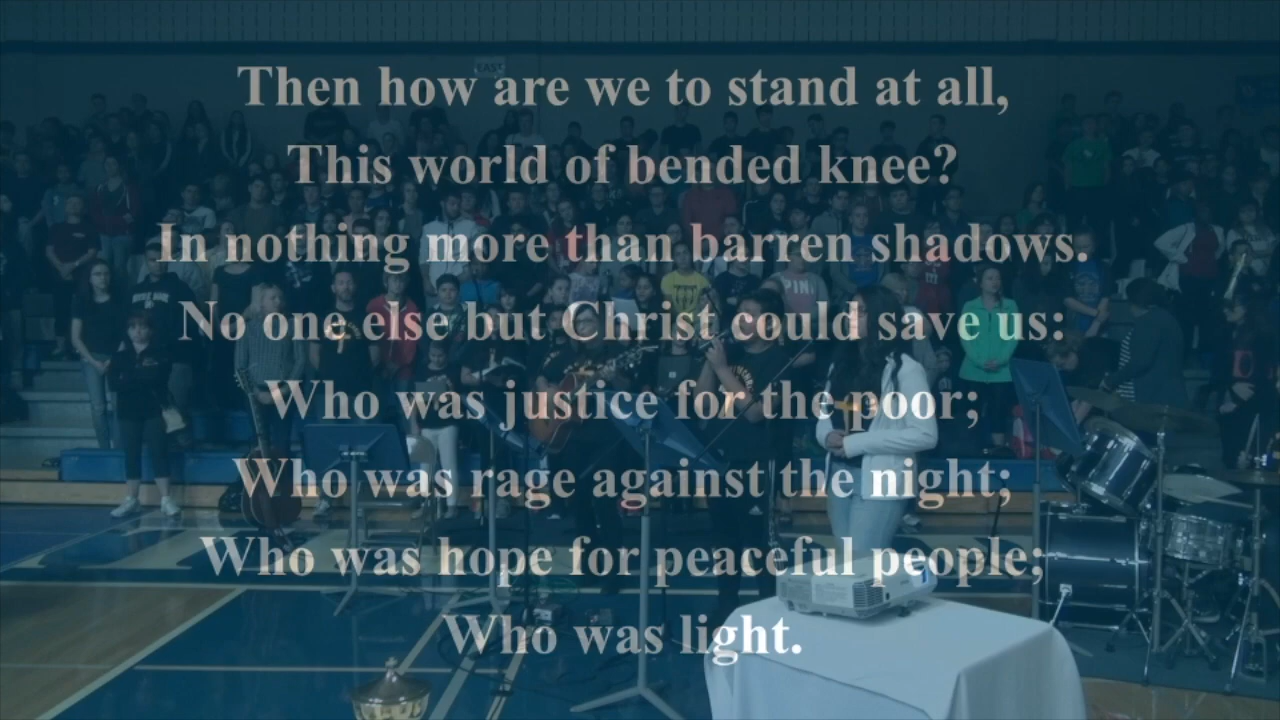 EAST
Then how are we to stand at all,
This world of bended knee?
In nothing more than barren shadows.
No one else but Christ could save us:
Who was justice for the poor;
Who was rage against the night;
Who was hope for peaceful people;
Who was light.